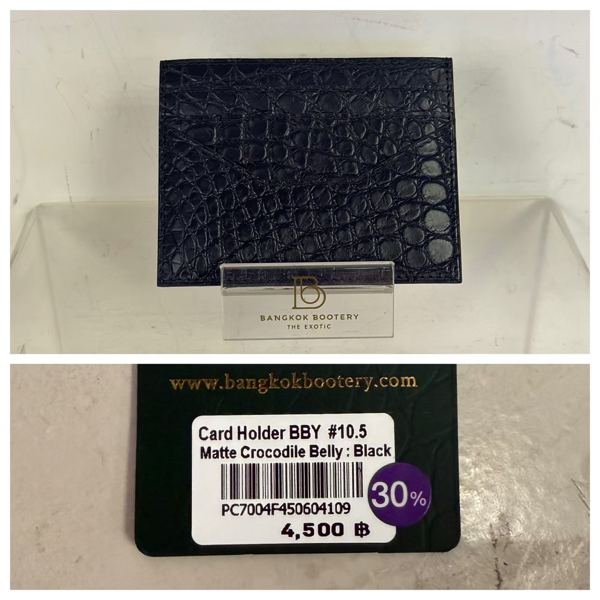 B
BANGKOK BOOTERY
THE EXOTIC
www.bangkokbootery.com
Card Holder BBY #10.5
Matte Crocodile Belly : Black
PC7004F450604109
30%
4,500 ฿